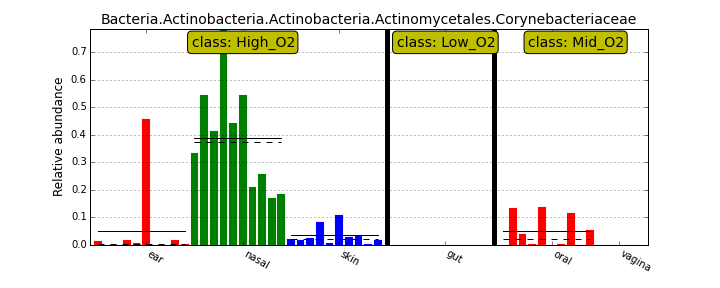 Bacteria.Actinobacteria.Actinobacteria.Actinomycetales.Corynebacteriaceae
class: High_O2 class: Low_O2 class: Mid_O2
Relative abundance
0.7
0.6
0.5
0.4
0.3
0.2
0.1
0.0
ear nasal skin gut oral vagina